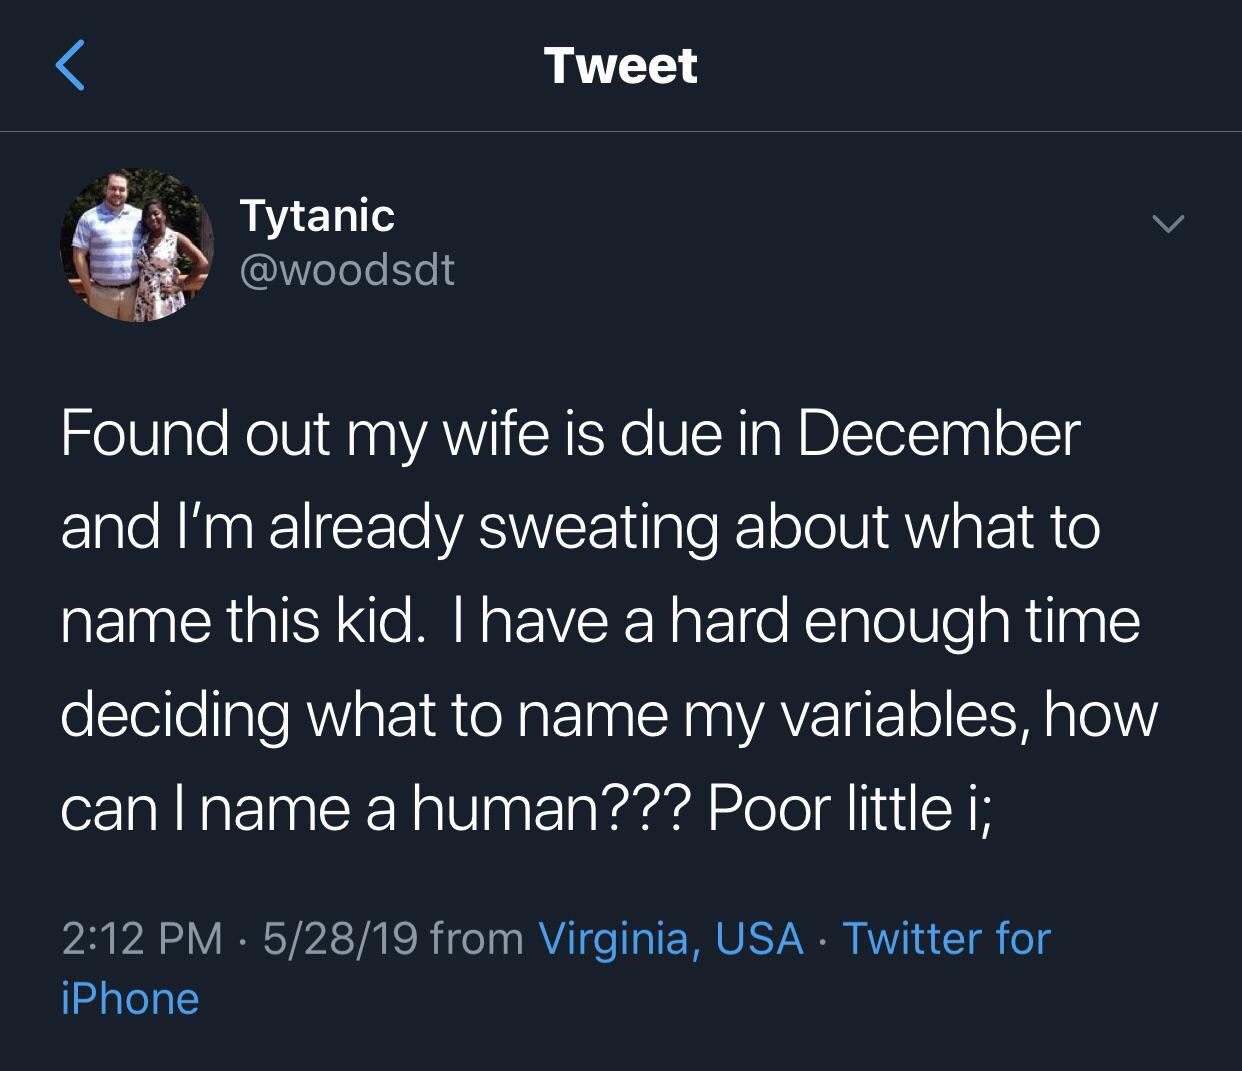 Tweet
Tytanic
@woodsdt
Found out my wife is due in December
and I’m already sweating about what to
name this kid.  I have a hard enough time
deciding what to name my variables, how
can I name a human??? Poor little i;
2:12 PM · 5/28/19 from Virginia, USA · Twitter for
iPhone